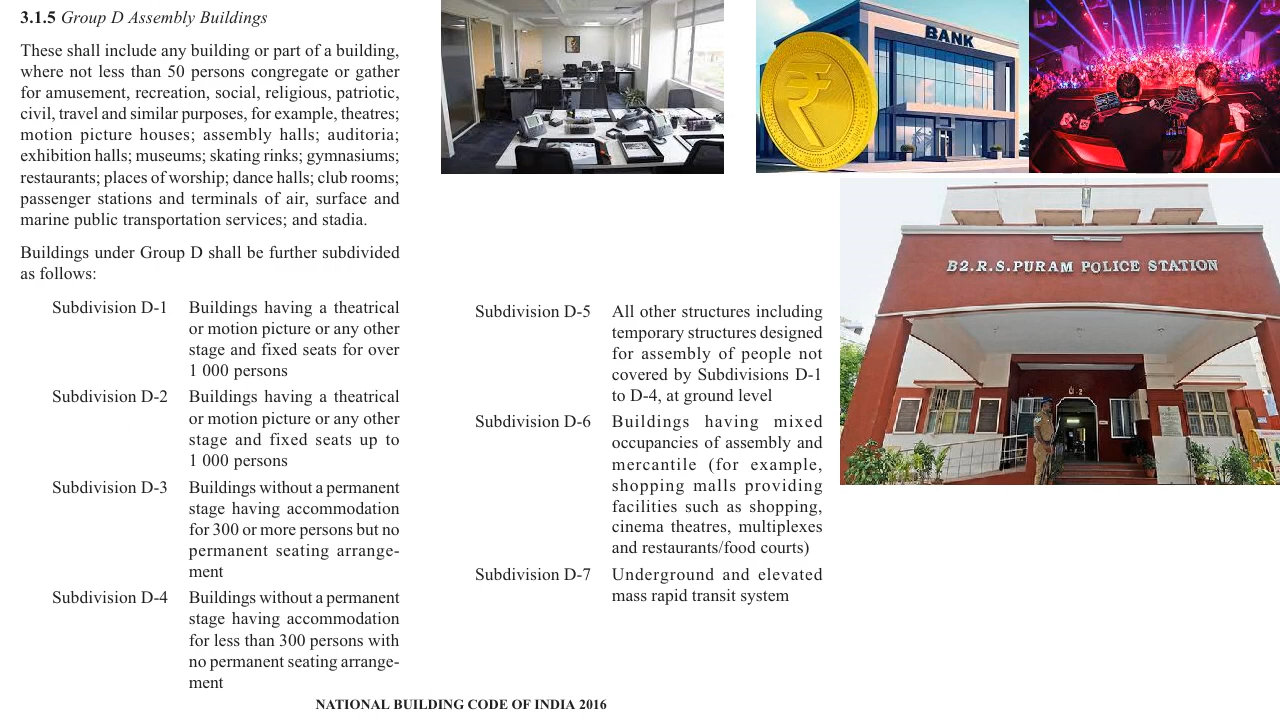 3.1.5 Group D Assembly Buildings
These shall include any building or part of a building,
where not less than 50 persons congregate or gather
for amusement, recreation, social, religious, patriotic,
civil, travel and similar purposes, for example, theatres;
motion picture houses; assembly halls; auditoria;
exhibition halls; museums; skating rinks; gymnasiums;
restaurants; places of worship; dance halls; club rooms;
passenger stations and terminals of air, surface and
marine public transportation services; and stadia.
Buildings under Group D shall be further subdivided
as follows:
Subdivision D-1 Buildings having a theatrical
or motion picture or any other
stage and fixed seats for over
1 000 persons
Subdivision D-2 Buildings having a theatrical
or motion picture or any other
stage and fixed seats up to
1 000 persons
Subdivision D-3 Buildings without a permanent
stage having accommodation
for 300 or more persons but no
permanent seating arrange-
ment
Subdivision D-4 Buildings without a permanent
stage having accommodation
for less than 300 persons with
no permanent seating arrange-
ment
Subdivision D-5 All other structures including
temporary structures designed
for assembly of people not
covered by Subdivisions D-1
to D-4, at ground level
Subdivision D-6 Buildings having mixed
occupancies of assembly and
mercantile (for example,
shopping malls providing
facilities such as shopping,
cinema theatres, multiplexes
and restaurants/food courts)
Subdivision D-7 Underground and elevated
mass rapid transit system
BANK
₹
B2.R.S.PURAM POLICE STATION
NATIONAL BUILDING CODE OF INDIA 2016